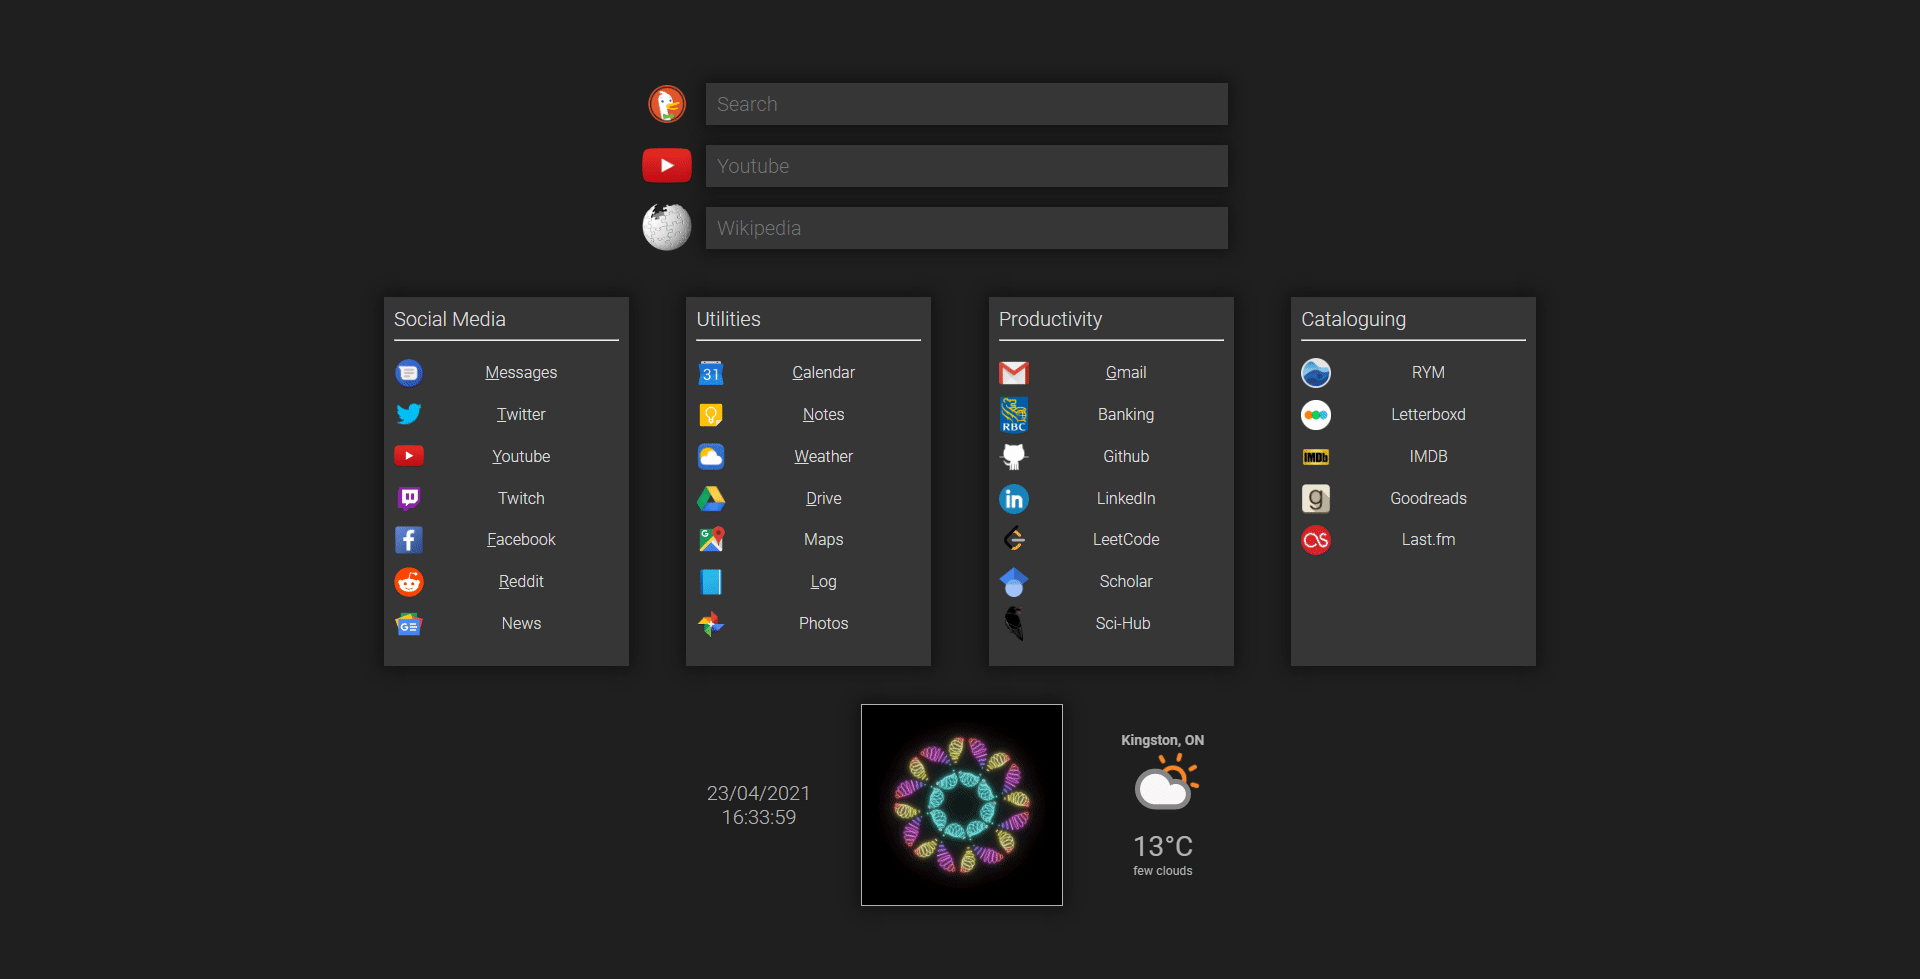 Search
Youtube
Wikipedia
Social Media
Messages
Twitter
Youtube
Twitch
Facebook
Reddit
GE News
Utilities
31 Calendar
Notes
Weather
Drive
G Maps
Log
Photos
Productivity
Gmail
RBC Banking
Github
in LinkedIn
LeetCode
Scholar
Sci-Hub
Cataloguing
RYM
Letterboxd
IMDb IMDB
g Goodreads
Last.fm
23/04/2021
16:33:59
Kingston, ON
13°C
few clouds